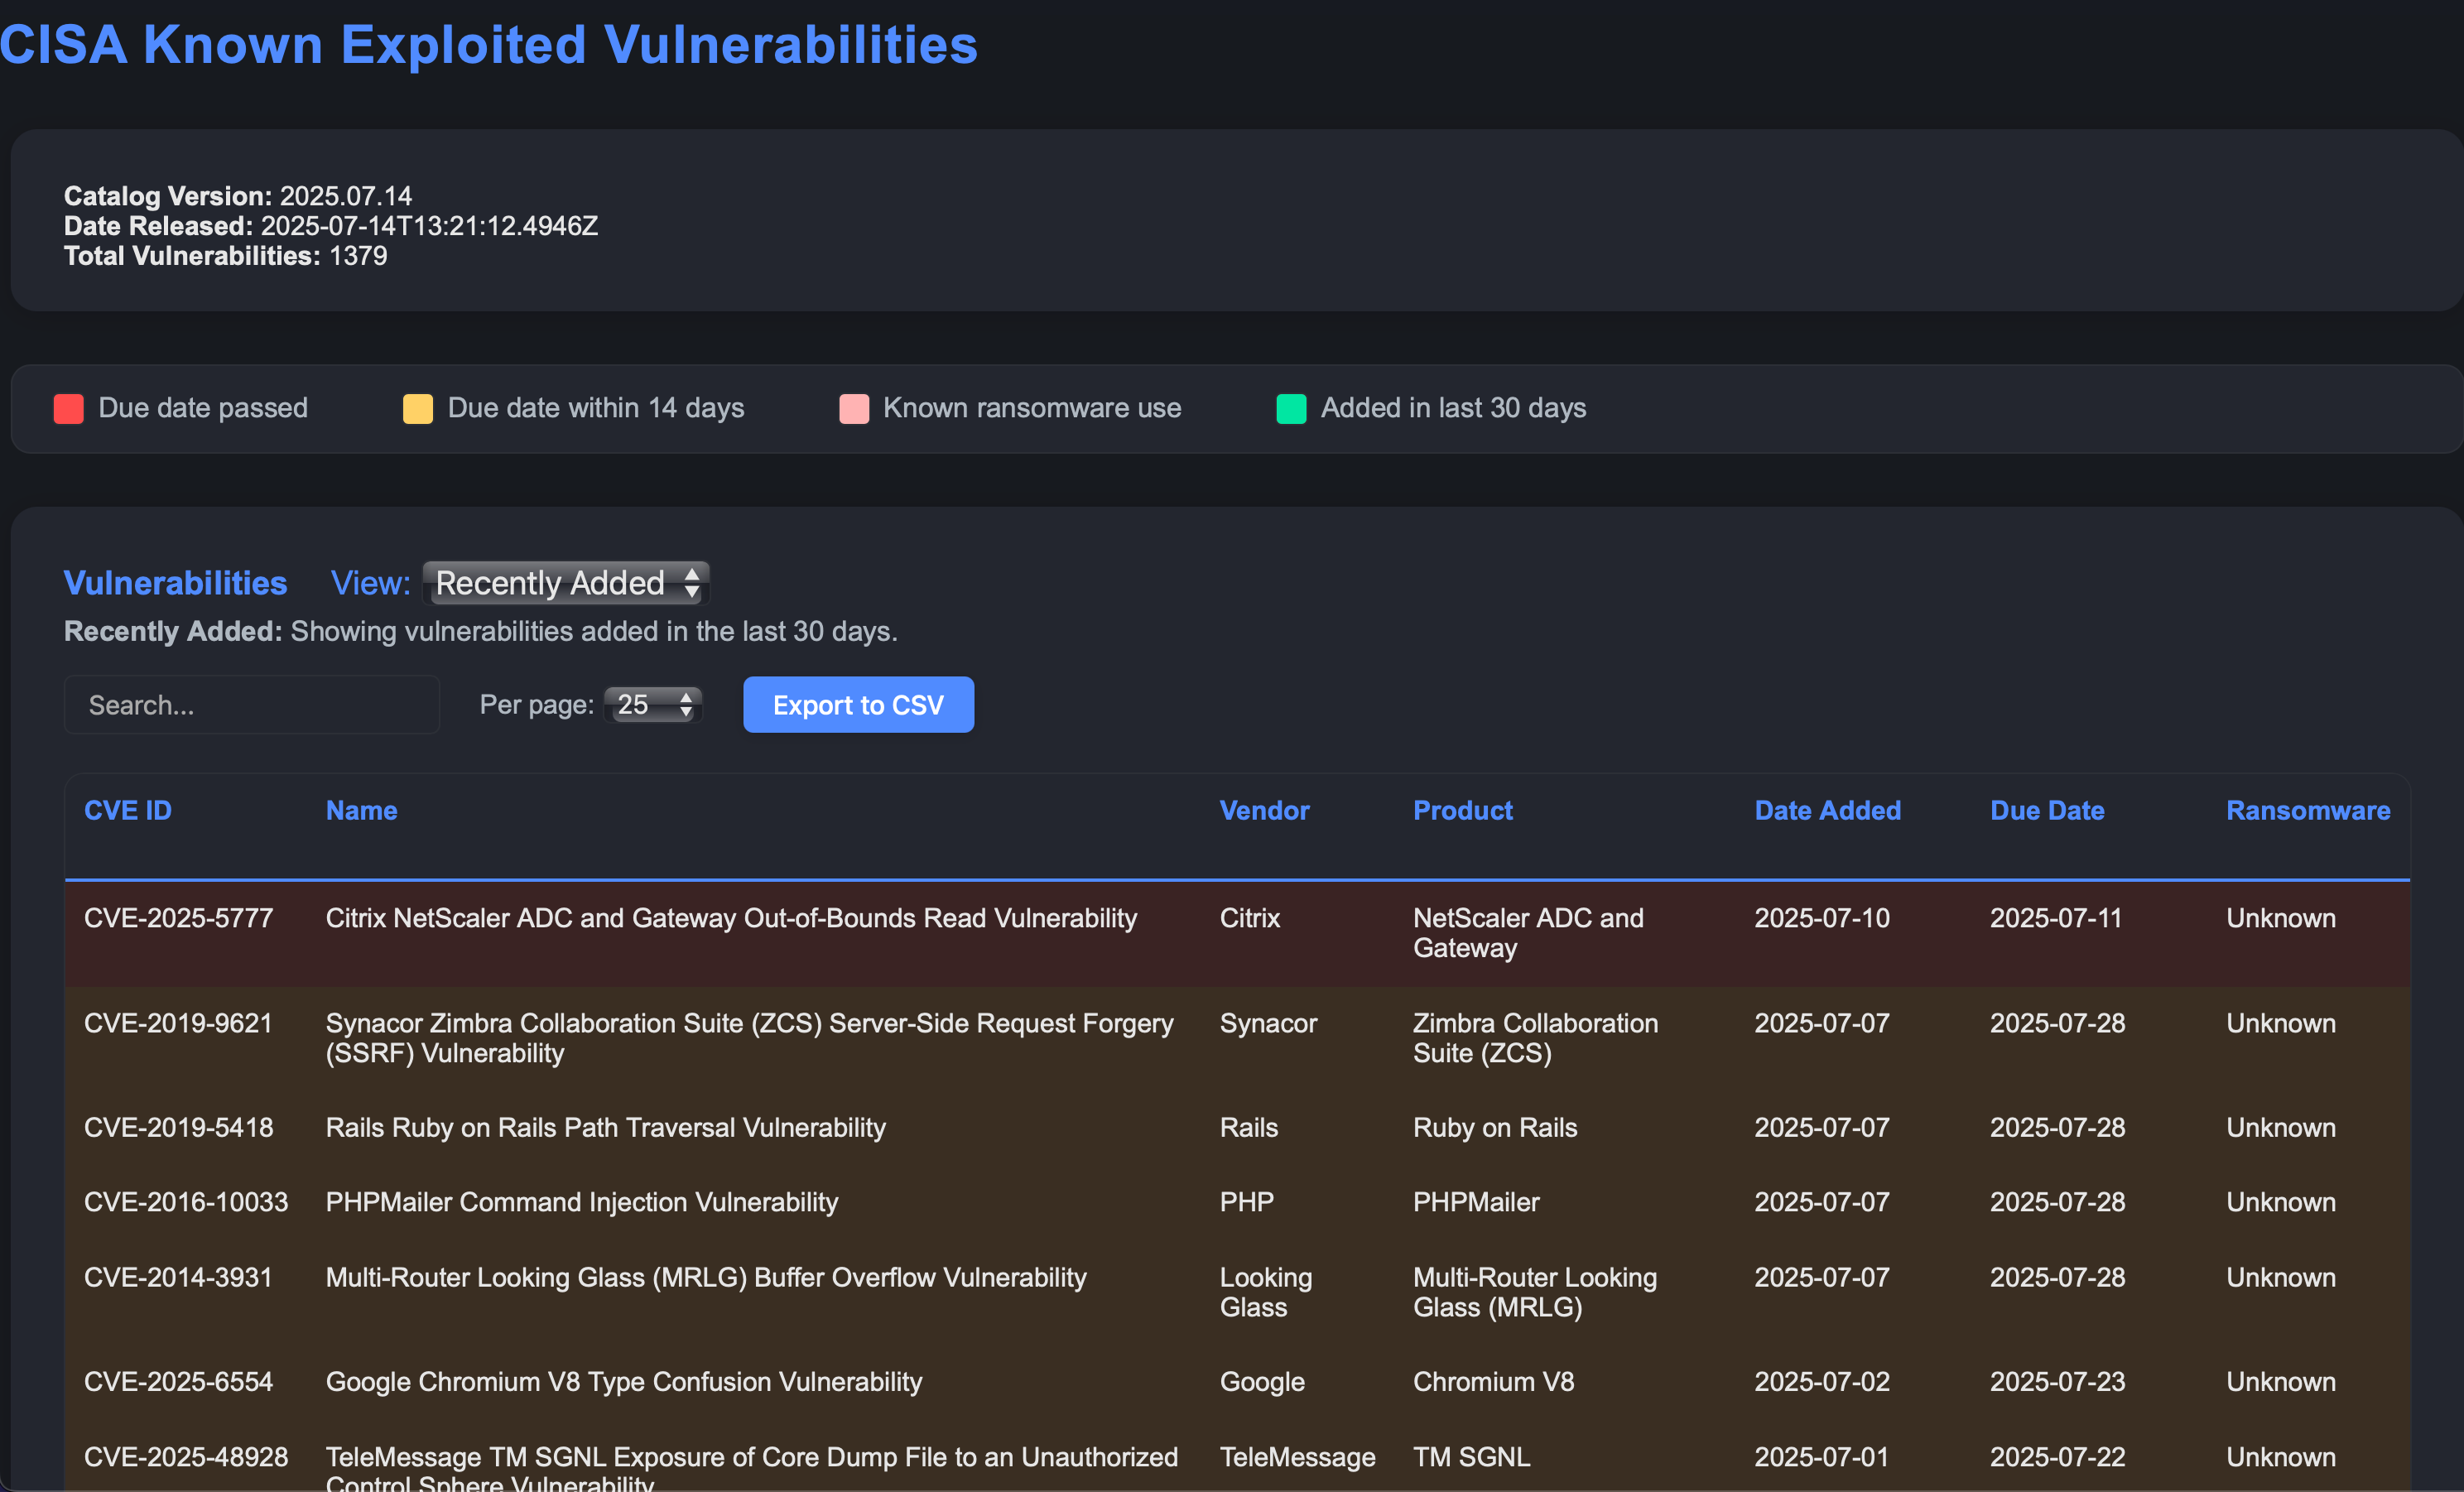 CISA Known Exploited Vulnerabilities
Catalog Version: 2025.07.14
Date Released: 2025-07-14T13:21:12.4946Z
Total Vulnerabilities: 1379
Due date passed
Due date within 14 days
Known ransomware use
Added in last 30 days
Vulnerabilities View: Recently Added
Recently Added: Showing vulnerabilities added in the last 30 days.
Search... Per page: 25 Export to CSV
CVE ID Name Vendor Product Date Added Due Date Ransomware
CVE-2025-5777 Citrix NetScaler ADC and Gateway Out-of-Bounds Read Vulnerability Citrix NetScaler ADC and 2025-07-10 2025-07-11 Unknown
Gateway
CVE-2019-9621 Synacor Zimbra Collaboration Suite (ZCS) Server-Side Request Forgery Synacor Zimbra Collaboration 2025-07-07 2025-07-28 Unknown
(SSRF) Vulnerability Suite (ZCS)
CVE-2019-5418 Rails Ruby on Rails Path Traversal Vulnerability Rails Ruby on Rails 2025-07-07 2025-07-28 Unknown
CVE-2016-10033 PHPMailer Command Injection Vulnerability PHP PHPMailer 2025-07-07 2025-07-28 Unknown
CVE-2014-3931 Multi-Router Looking Glass (MRLG) Buffer Overflow Vulnerability Looking Multi-Router Looking 2025-07-07 2025-07-28 Unknown
Glass Glass (MRLG)
CVE-2025-6554 Google Chromium V8 Type Confusion Vulnerability Google Chromium V8 2025-07-02 2025-07-23 Unknown
CVE-2025-48928 TeleMessage TM SGNL Exposure of Core Dump File to an Unauthorized TeleMessage TM SGNL 2025-07-01 2025-07-22 Unknown
Control Sphere Vulnerability